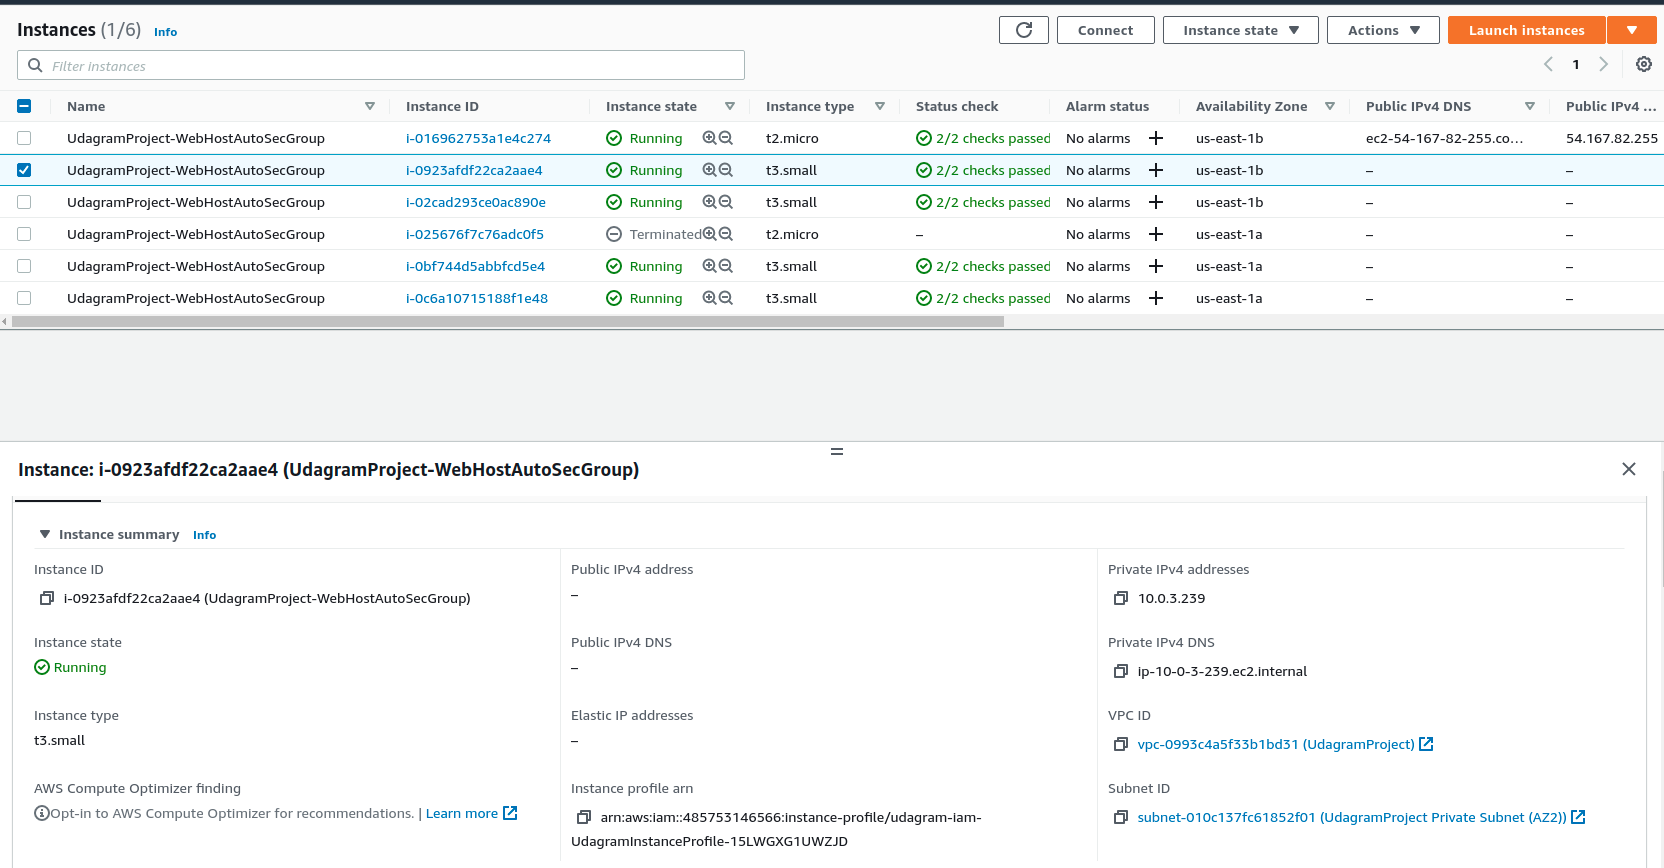 Instances (1/6) Info
Connect Instance state Actions Launch instances
Filter instances
1
Name Instance ID Instance state Instance type Status check Alarm status Availability Zone Public IPv4 DNS Public IPv4 ...
UdagramProject-WebHostAutoSecGroup i-016962753a1e4c274 Running t2.micro 2/2 checks passed No alarms us-east-1b ec2-54-167-82-255.co... 54.167.82.255
UdagramProject-WebHostAutoSecGroup i-0923afdf22ca2aae4 Running t3.small 2/2 checks passed No alarms us-east-1b – –
UdagramProject-WebHostAutoSecGroup i-02cad293ce0ac890e Running t3.small 2/2 checks passed No alarms us-east-1b – –
UdagramProject-WebHostAutoSecGroup i-025676f7c76adc0f5 Terminated t2.micro – No alarms us-east-1a – –
UdagramProject-WebHostAutoSecGroup i-0bf744d5abbfcd5e4 Running t3.small 2/2 checks passed No alarms us-east-1a – –
UdagramProject-WebHostAutoSecGroup i-0c6a10715188f1e48 Running t3.small 2/2 checks passed No alarms us-east-1a – –
Instance: i-0923afdf22ca2aae4 (UdagramProject-WebHostAutoSecGroup)
Instance summary Info
Instance ID
i-0923afdf22ca2aae4 (UdagramProject-WebHostAutoSecGroup)
Instance state
Running
Instance type
t3.small
AWS Compute Optimizer finding
Opt-in to AWS Compute Optimizer for recommendations. | Learn more
Public IPv4 address
–
Public IPv4 DNS
–
Elastic IP addresses
–
Instance profile arn
arn:aws:iam::485753146566:instance-profile/udagram-iam-
UdagramInstanceProfile-15LWGXG1UWZJD
Private IPv4 addresses
10.0.3.239
Private IPv4 DNS
ip-10-0-3-239.ec2.internal
VPC ID
vpc-0993c4a5f33b1bd31 (UdagramProject)
Subnet ID
subnet-010c137fc61852f01 (UdagramProject Private Subnet (AZ2))